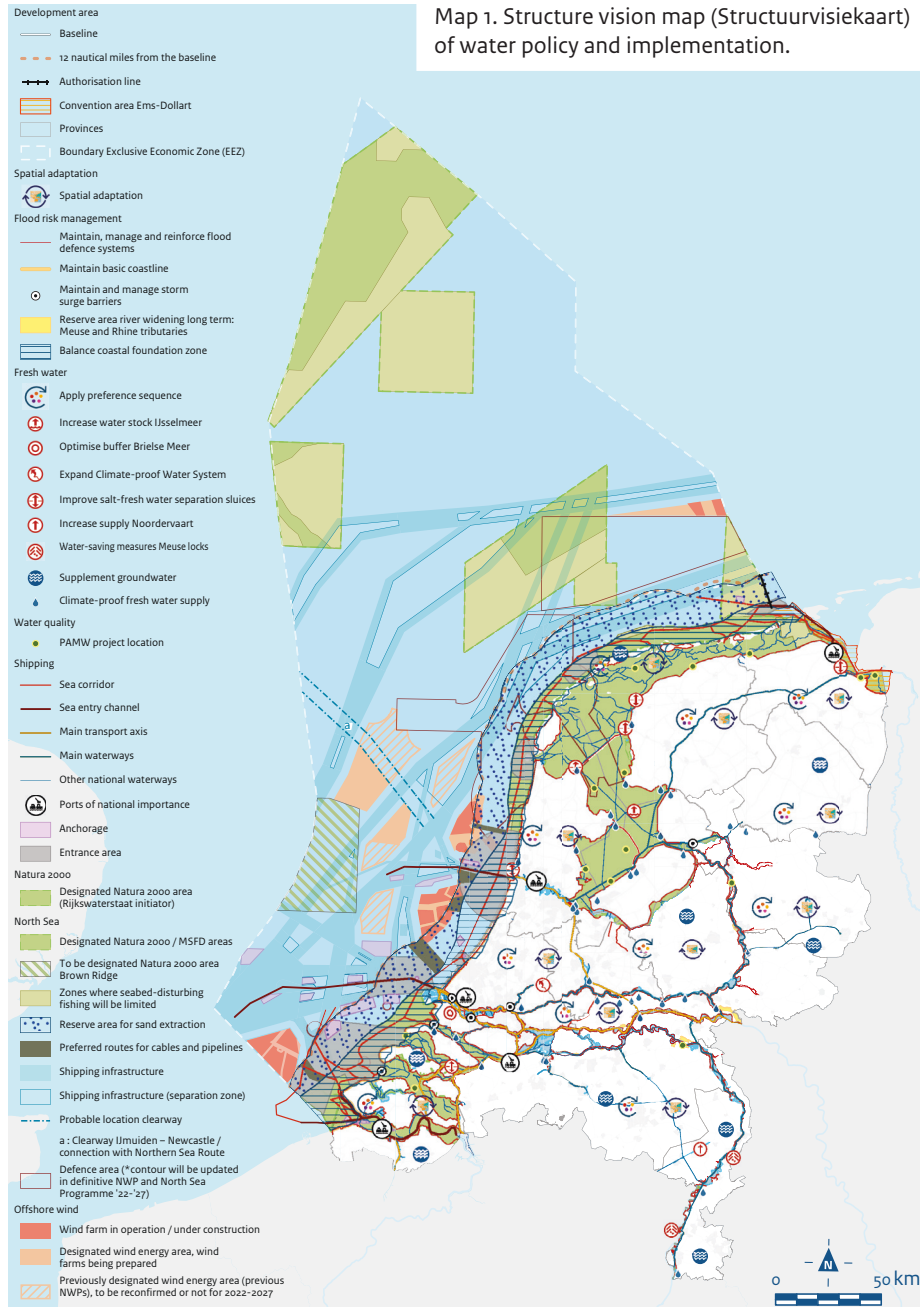 Map 1. Structure vision map (Structuurvisiekaart)
of water policy and implementation.
Development area
Baseline
12 nautical miles from the baseline
Authorisation line
Convention area Ems-Dollart
Provinces
Boundary Exclusive Economic Zone (EEZ)
Spatial adaptation
Spatial adaptation
Flood risk management
Maintain, manage and reinforce flood
defence systems
Maintain basic coastline
Maintain and manage storm
surge barriers
Reserve area river widening long term:
Meuse and Rhine tributaries
Balance coastal foundation zone
Fresh water
Apply preference sequence
Increase water stock IJsselmeer
Optimise buffer Brielse Meer
Expand Climate-proof Water System
Improve salt-fresh water separation sluices
Increase supply Noordervaart
Water-saving measures Meuse locks
Supplement groundwater
Climate-proof fresh water supply
Water quality
PAMW project location
Shipping
Sea corridor
Sea entry channel
Main transport axis
Main waterways
Other national waterways
Ports of national importance
Anchorage
Entrance area
Natura 2000
Designated Natura 2000 area
(Rijkswaterstaat initiator)
North Sea
Designated Natura 2000 / MSFD areas
To be designated Natura 2000 area
Brown Ridge
Zones where seabed-disturbing
fishing will be limited
Reserve area for sand extraction
Preferred routes for cables and pipelines
Shipping infrastructure
Shipping infrastructure (separation zone)
Probable location clearway
a : Clearway IJmuiden – Newcastle /
connection with Northern Sea Route
Defence area (*contour will be updated
in definitive NWP and North Sea
Programme '22-'27)
Offshore wind
Wind farm in operation / under construction
Designated wind energy area, wind
farms being prepared
Previously designated wind energy area (previous
NWPs), to be reconfirmed or not for 2022-2027
a
N
0 50 km